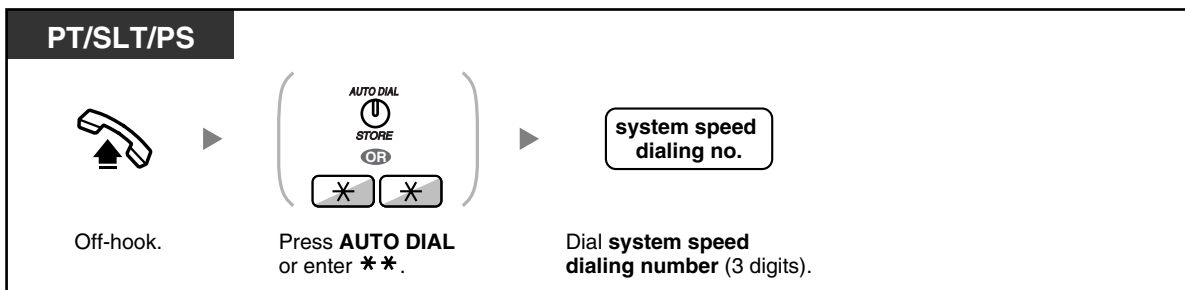 PT/SLT/PS
AUTO DIAL
STORE
OR
* *
system speed
dialing no.
Off-hook.
Press AUTO DIAL
or enter **.
Dial system speed
dialing number (3 digits).